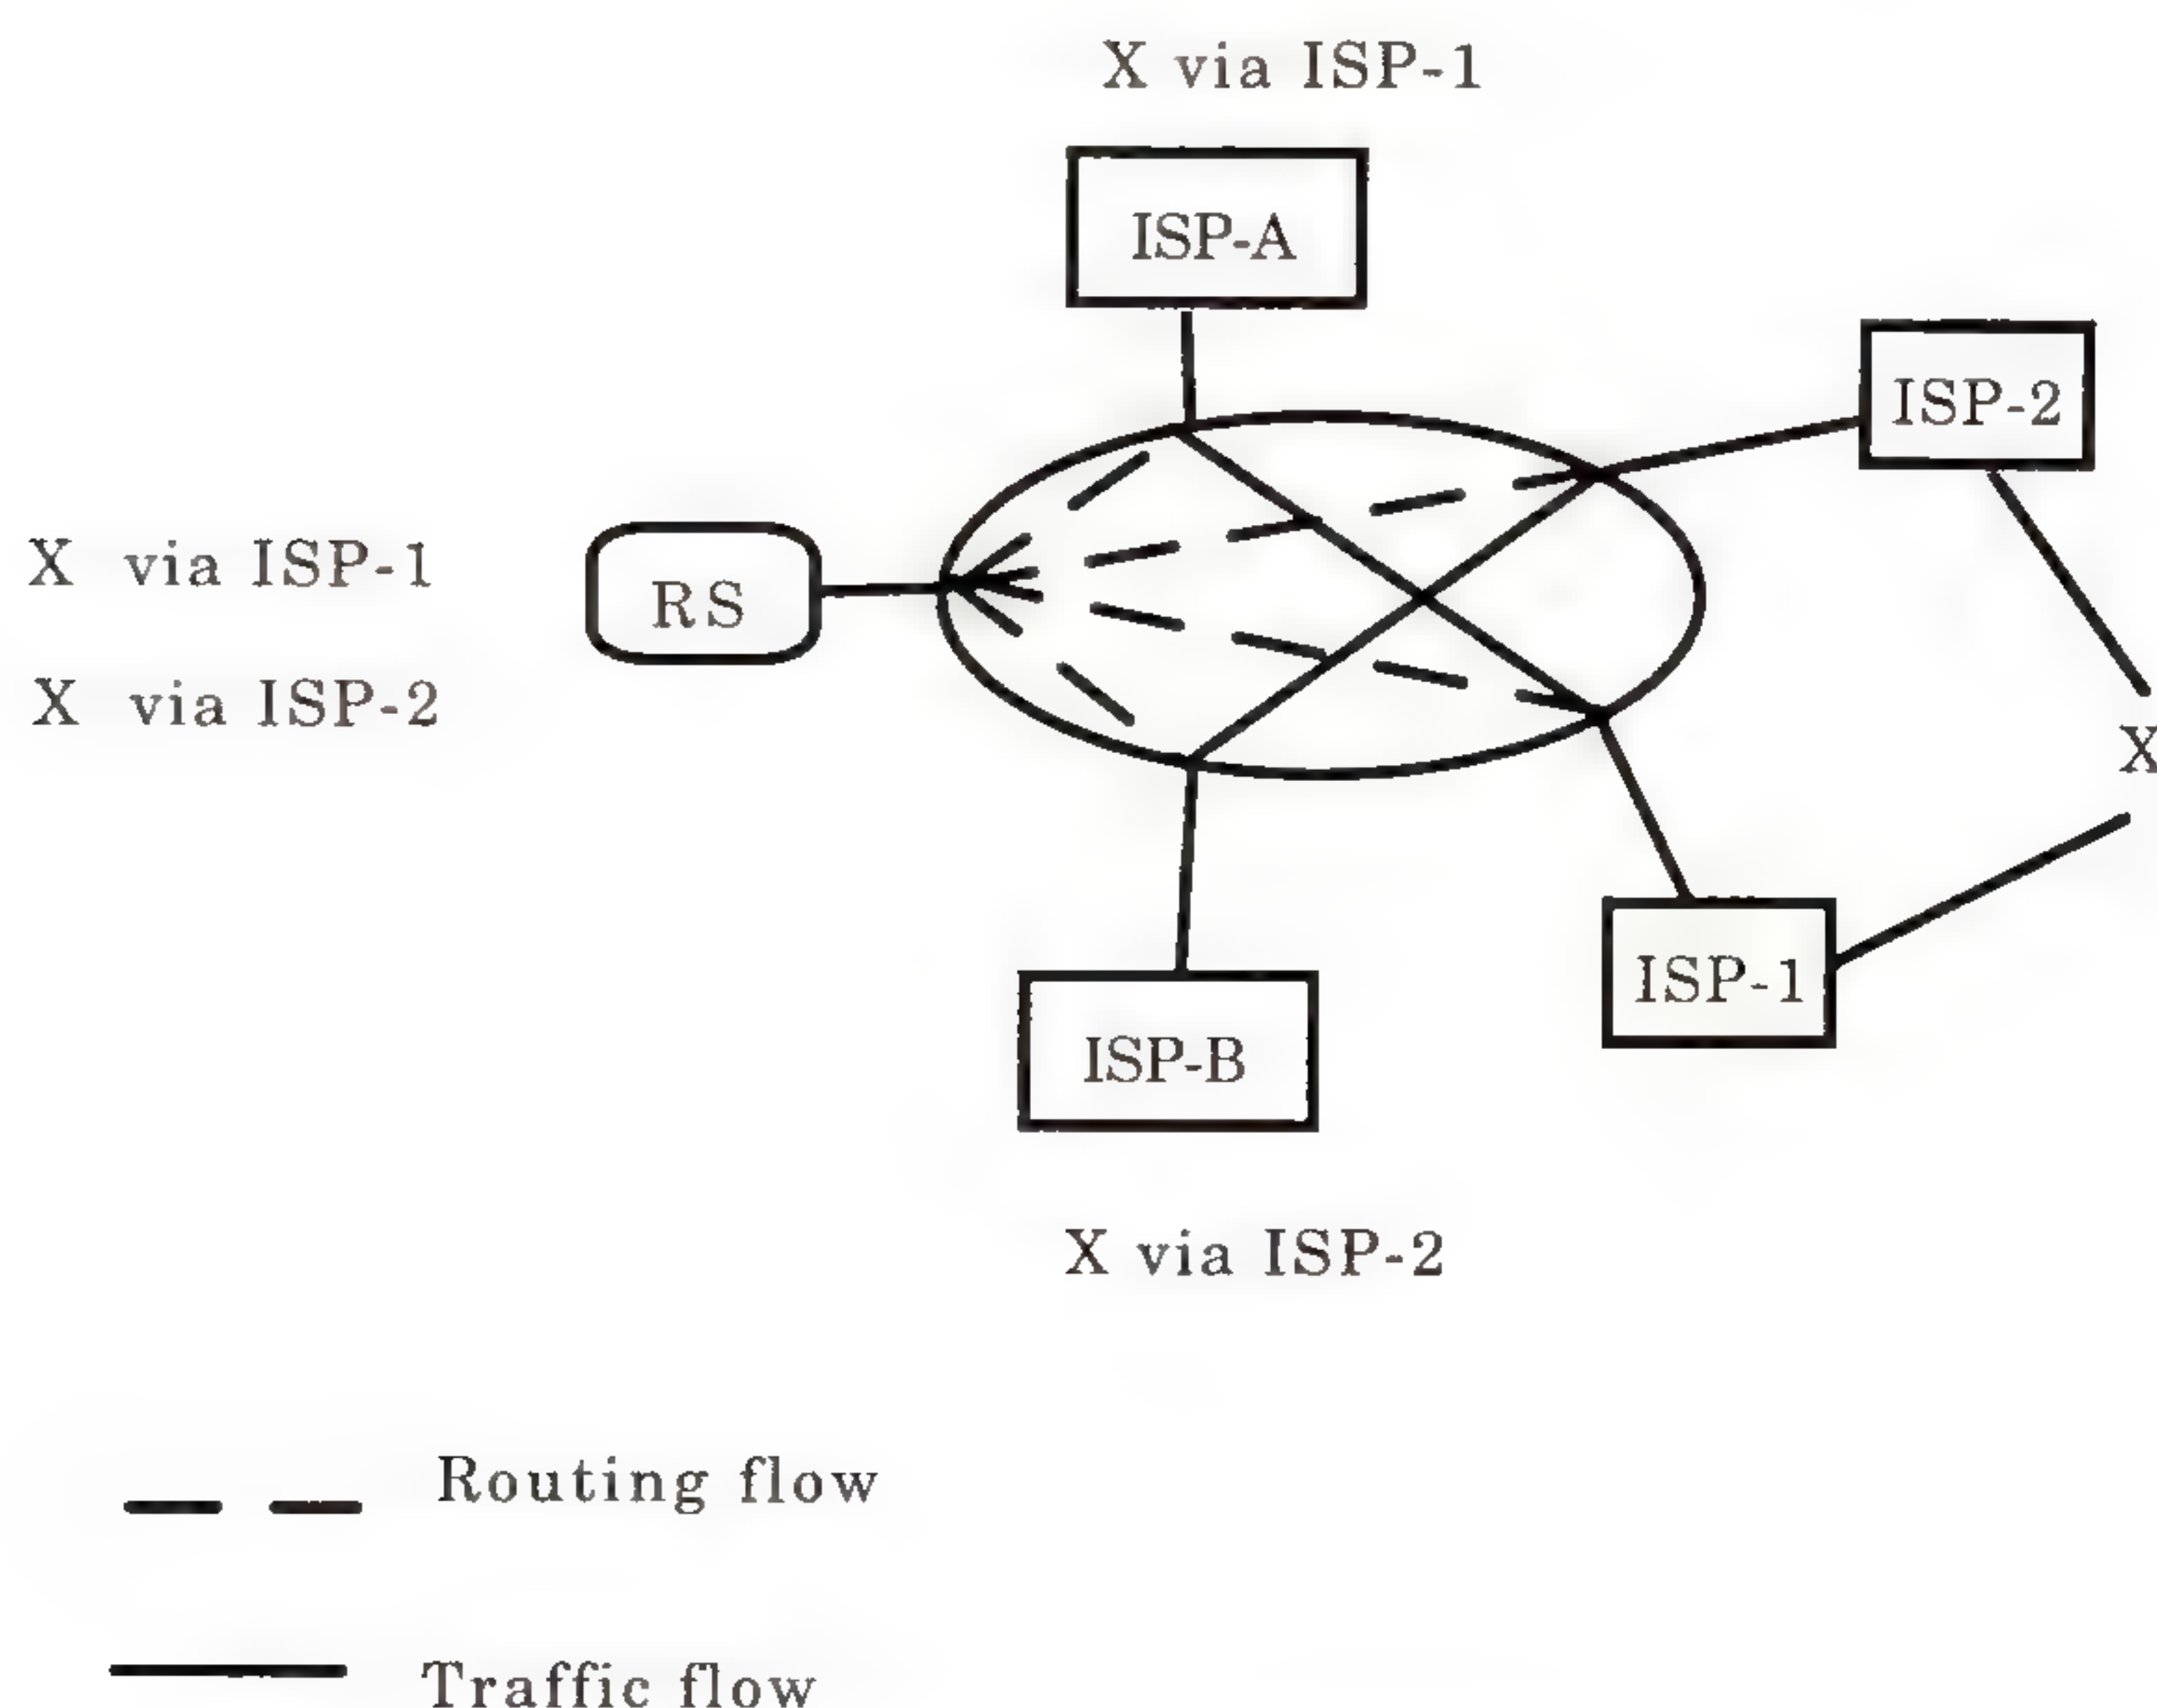 X via ISP-1
ISP-A
ISP-2
X via ISP-1
RS
X via ISP-2
X
ISP-1
ISP-B
X via ISP-2
Routing flow
Traffic flow